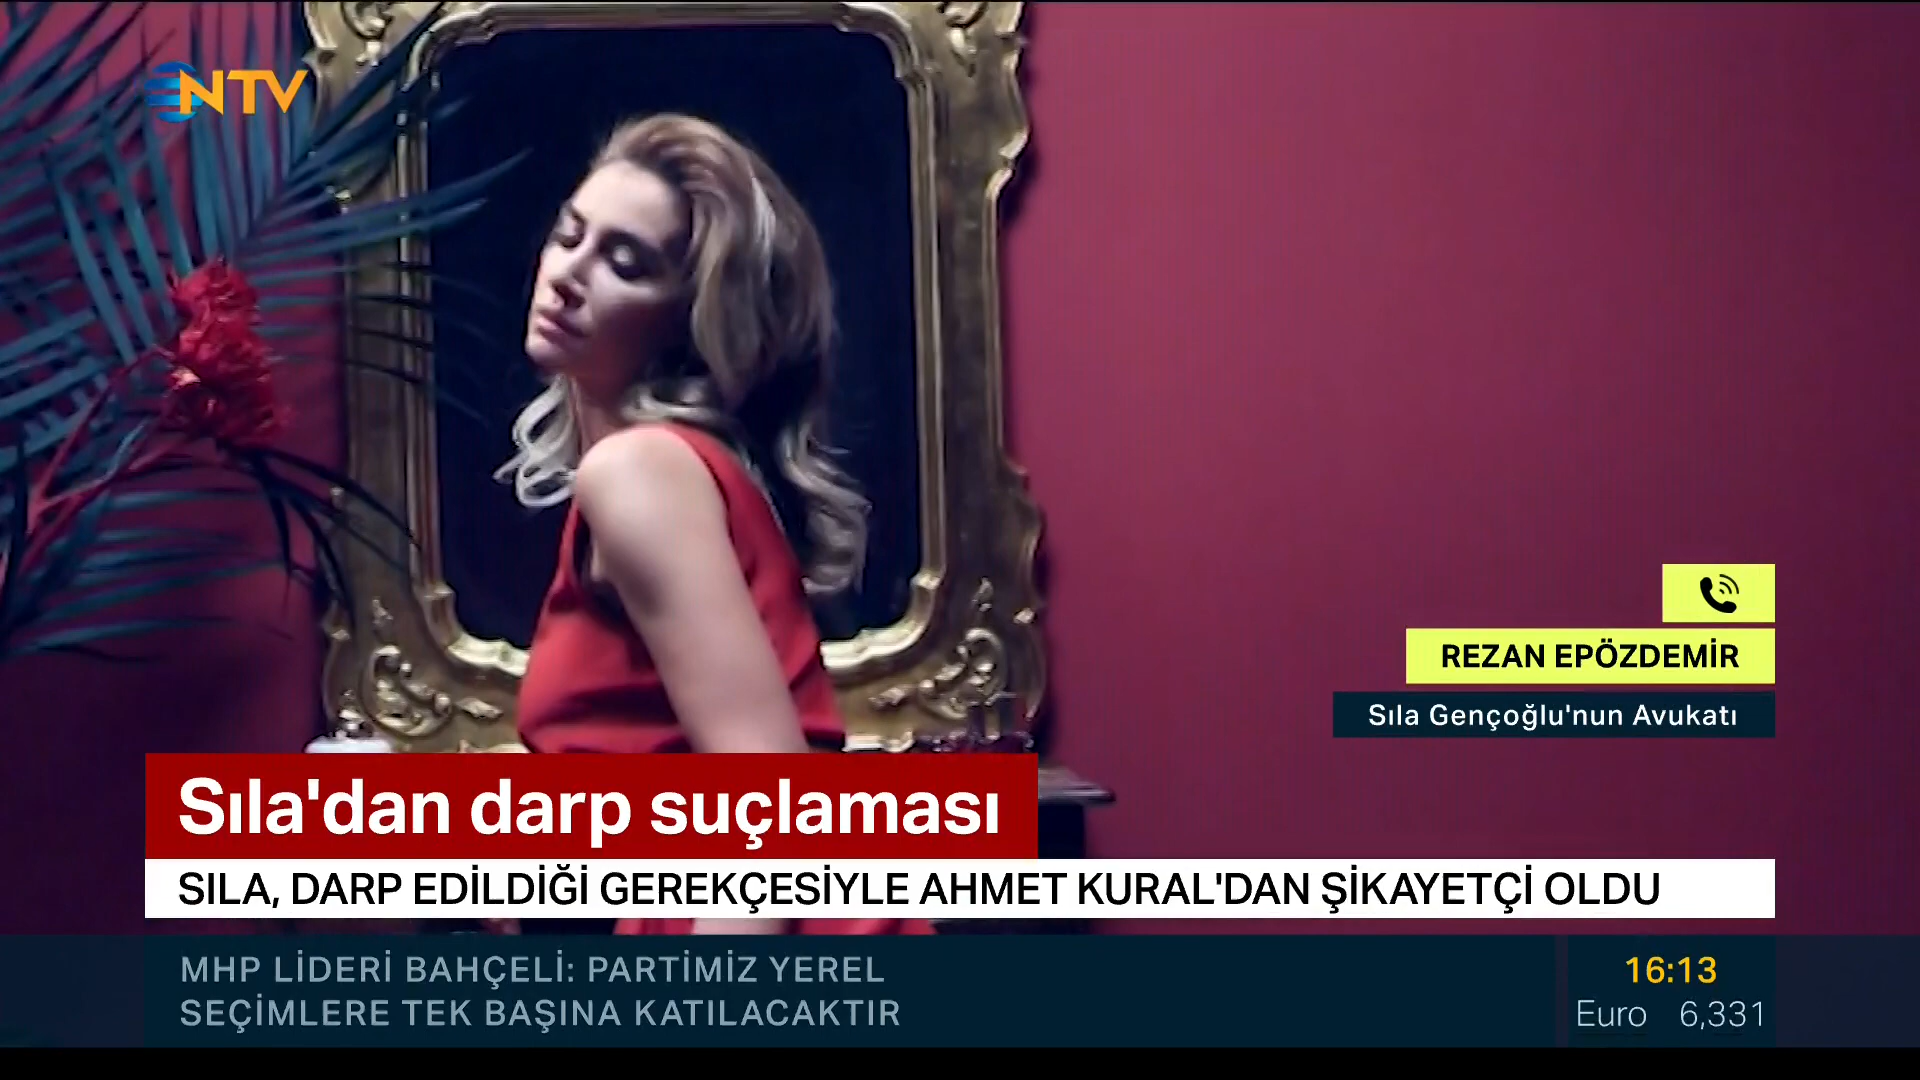 NTV
REZAN EPÖZDEMİR
Sıla Gençoğlu'nun Avukatı
Sıla'dan darp suçlaması
SILA, DARP EDİLDİĞİ GEREKÇESİYLE AHMET KURAL'DAN ŞİKAYETÇİ OLDU
MHP LİDERİ BAHÇELİ: PARTİMİZ YEREL
SEÇİMLERE TEK BAŞINA KATILACAKTIR
16:13
Euro 6,331